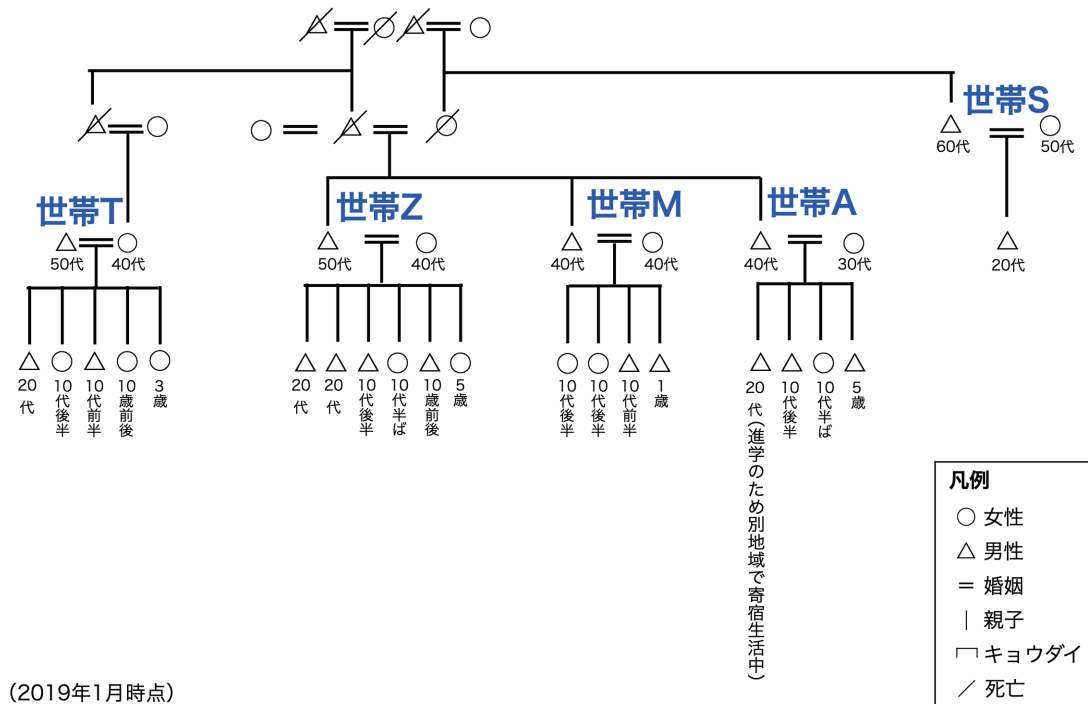 世帯S
60代
50代
世帯T
世帯Z
世帯M
世帯A
50代
40代
50代
40代
40代
40代
40代
30代
20代
20代
10代後半
10代前半
10歳前後
3歳
20代
20代
10代後半
10代半ば
10歳前後
5歳
10代後半
10代後半
10代前半
1歳
20代(進学のため別地域で寄宿生活中)
10代後半
10代半ば
5歳
凡例
○ 女性
△ 男性
= 婚姻
| 親子
キョウダイ
/ 死亡
(2019年1月時点)